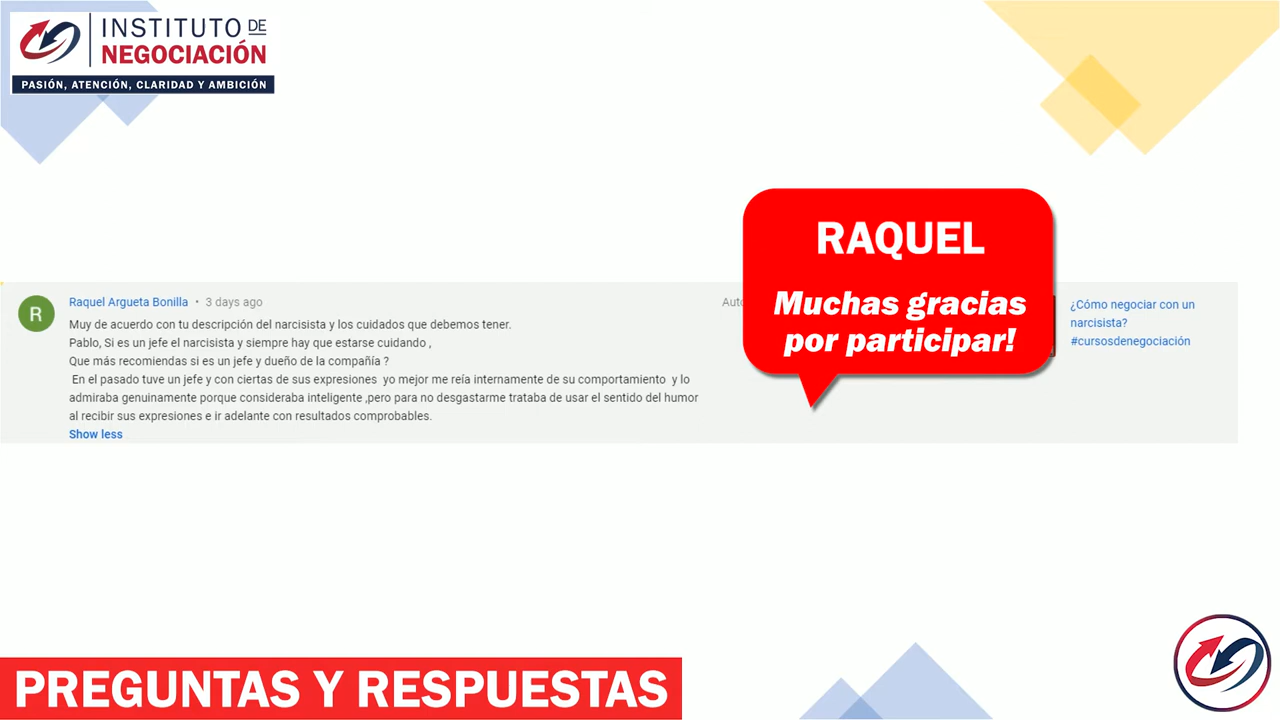 INSTITUTO DE
NEGOCIACIÓN
PASIÓN, ATENCIÓN, CLARIDAD Y AMBICIÓN
RAQUEL
Muchas gracias
por participar!
R
Raquel Argueta Bonilla • 3 days ago
Muy de acuerdo con tu descripción del narcisista y los cuidados que debemos tener.
Pablo, Si es un jefe el narcisista y siempre hay que estarse cuidando ,
Que más recomiendas si es un jefe y dueño de la compañía ?
En el pasado tuve un jefe y con ciertas de sus expresiones yo mejor me reía internamente de su comportamiento y lo
admiraba genuinamente porque consideraba inteligente ,pero para no desgastarme trataba de usar el sentido del humor
al recibir sus expresiones e ir adelante con resultados comprobables.
Show less
¿Cómo negociar con un
narcisista?
#cursosdenegociación
PREGUNTAS Y RESPUESTAS